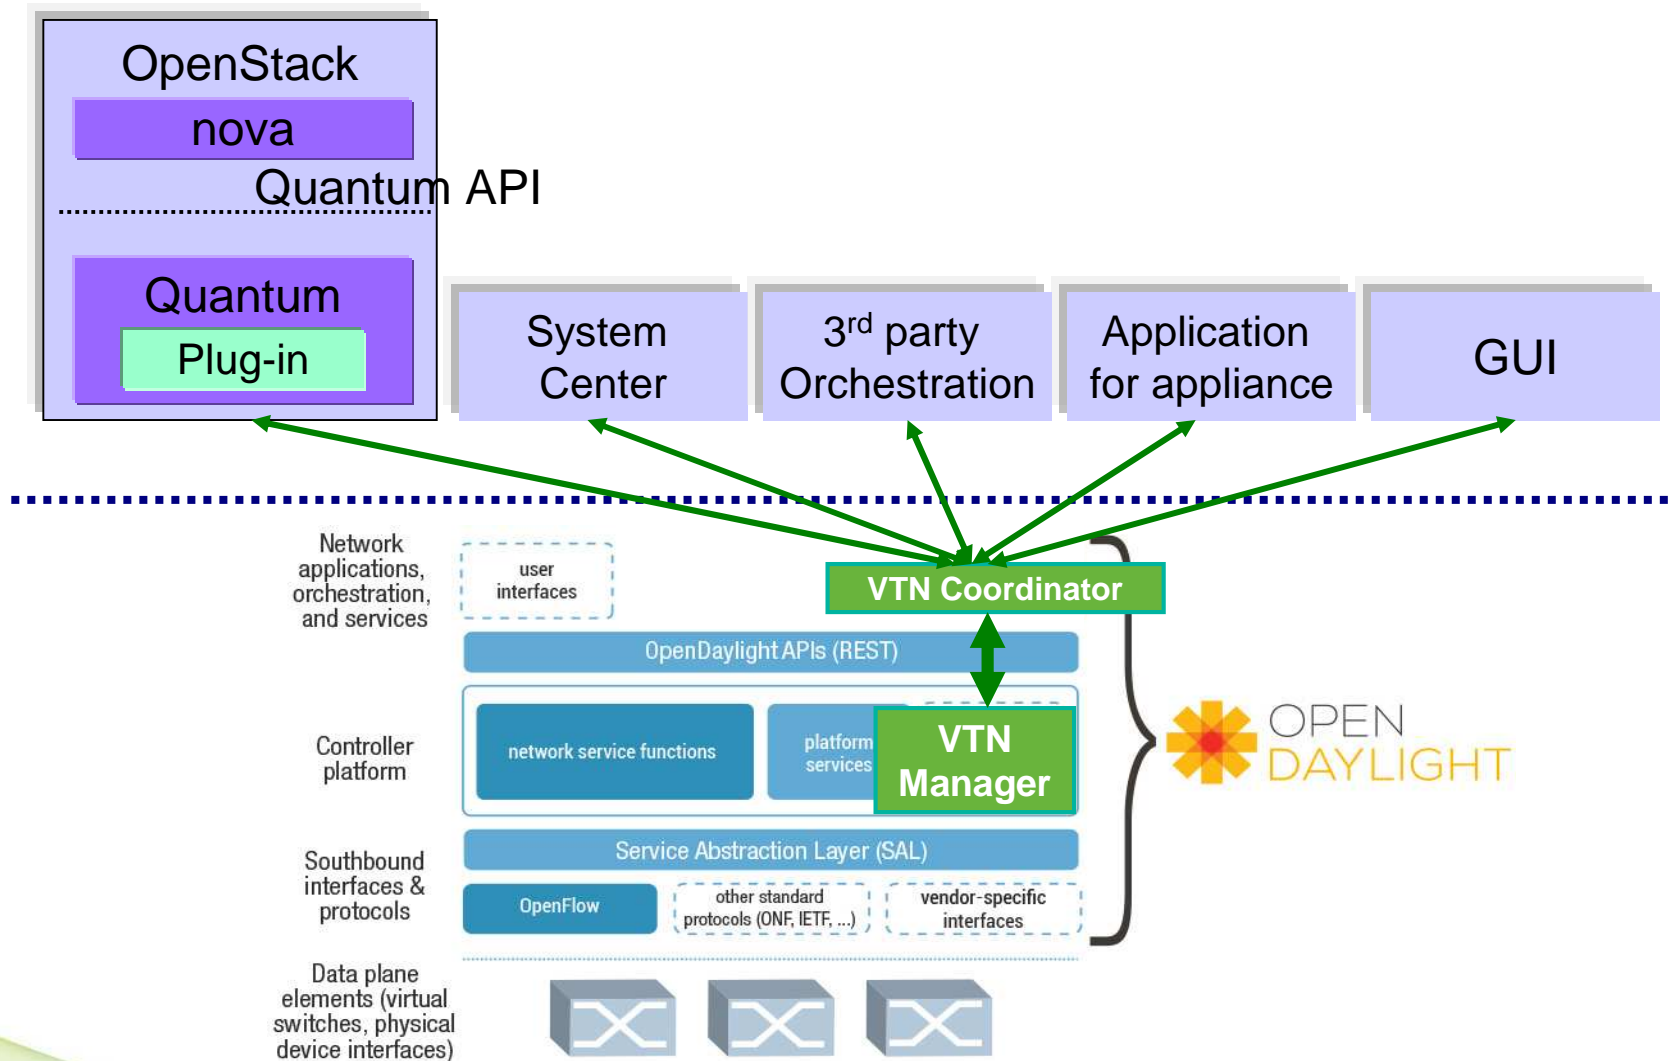 OpenStack
nova
Quantum API
Quantum
Plug-in
System
Center
3rd party
Orchestration
Application
for appliance
GUI
Network
applications,
orchestration,
and services
user
interfaces
VTN Coordinator
OpenDaylight APIs (REST)
Controller
platform
network service functions
platform
services
VTN
Manager
OPEN
DAYLIGHT
Southbound
interfaces &
protocols
Service Abstraction Layer (SAL)
OpenFlow
other standard
protocols (ONF, IETF, ...)
vendor-specific
interfaces
Data plane
elements (virtual
switches, physical
device interfaces)